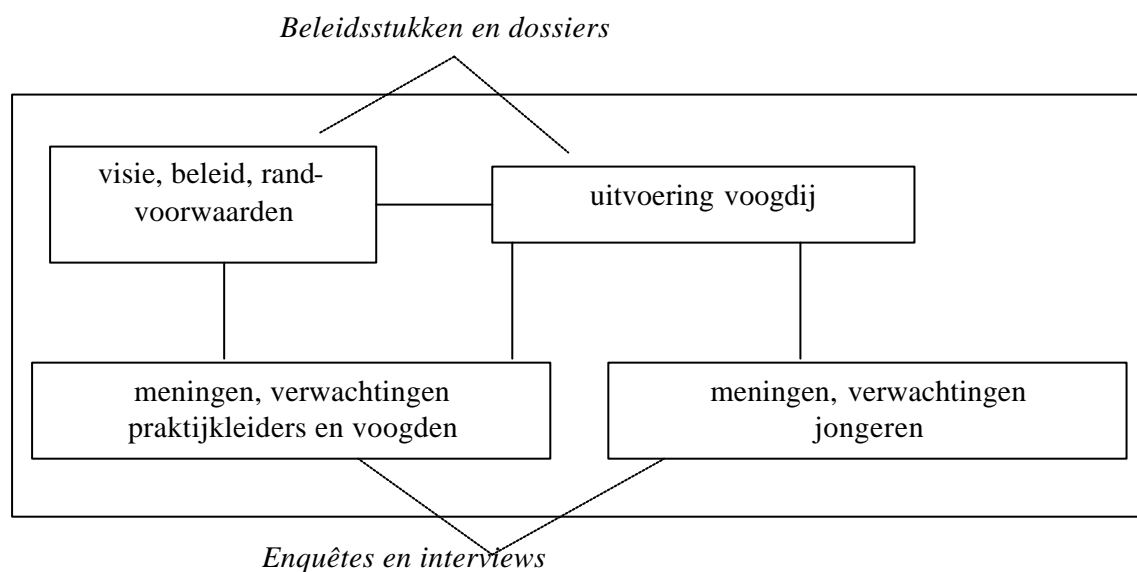 Beleidsstukken en dossiers
visie, beleid, rand-
voorwaarden
uitvoering voogdij
meningen, verwachtingen
praktijkleiders en voogden
meningen, verwachtingen
jongeren
Enquêtes en interviews